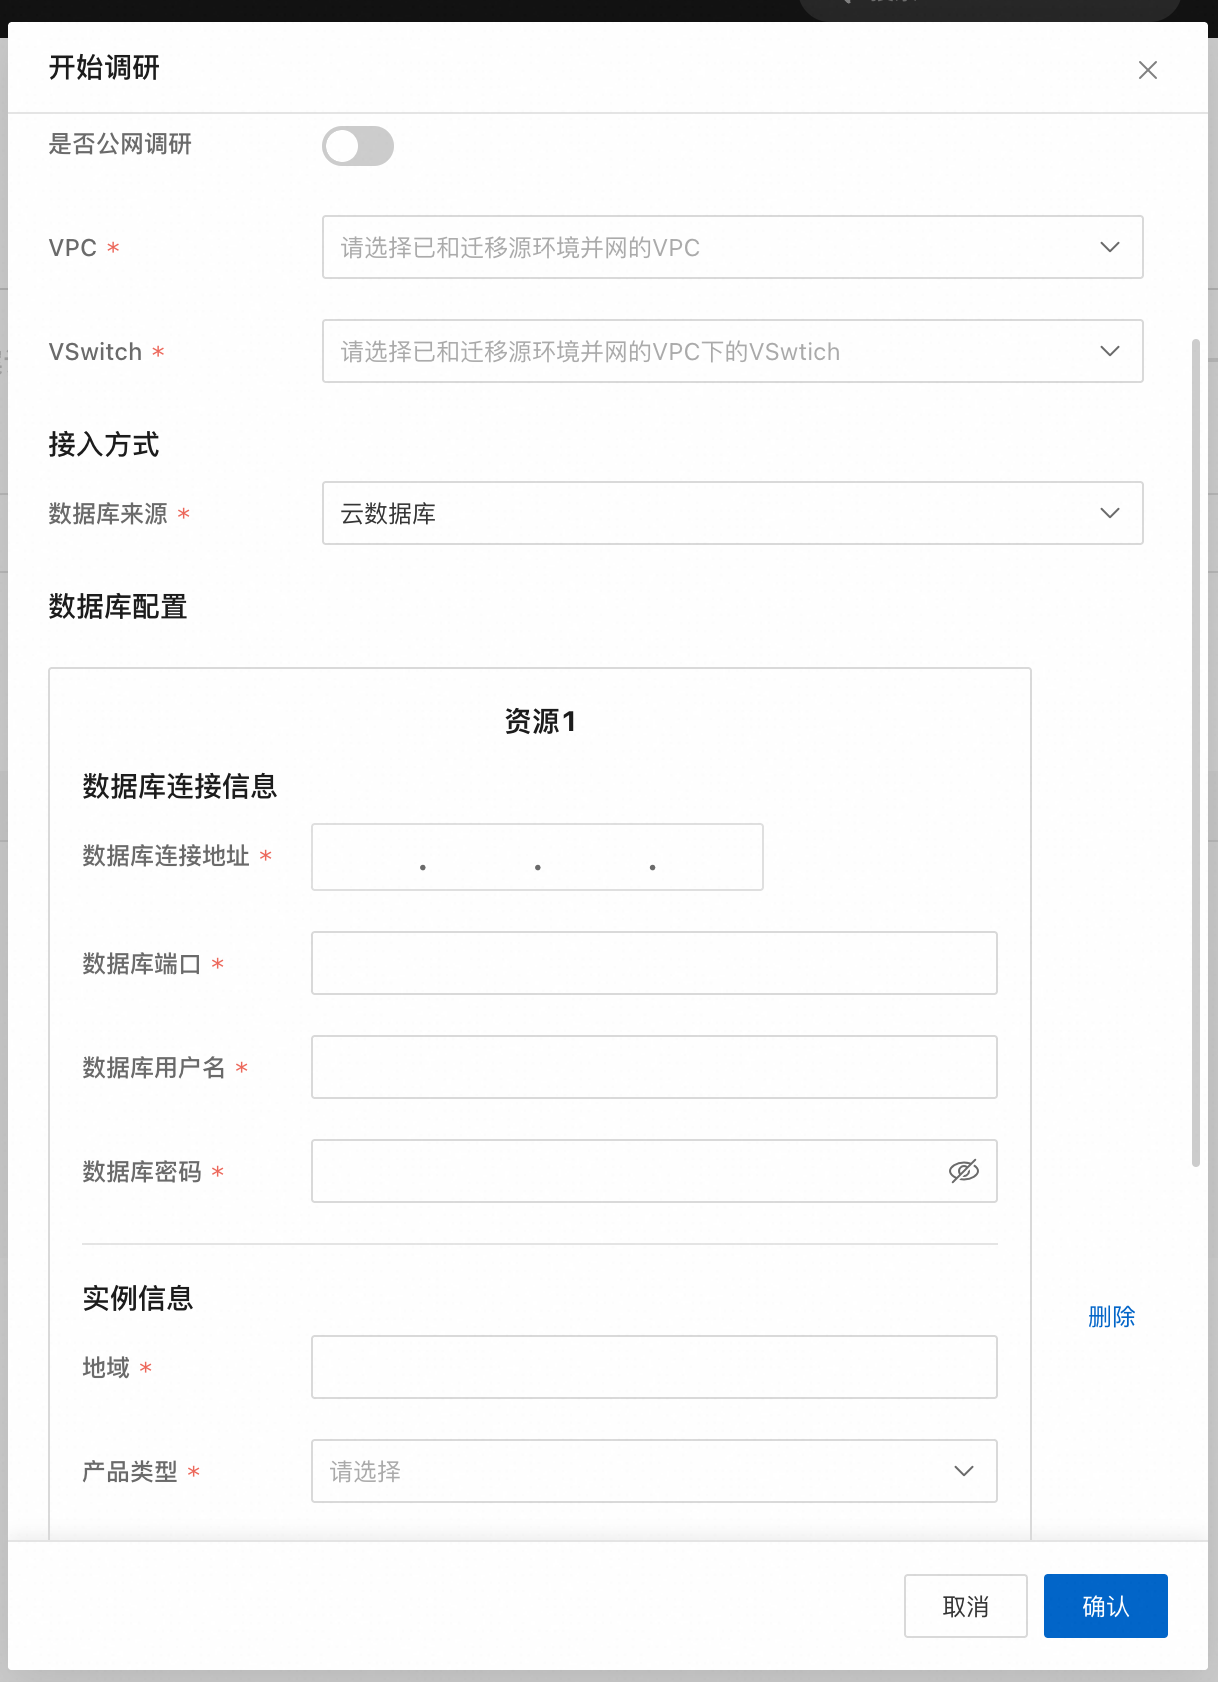 开始调研
是否公网调研
VPC *
请选择已和迁移源环境并网的VPC
VSwitch *
请选择已和迁移源环境并网的VPC下的VSwtich
接入方式
数据库来源 *
云数据库
数据库配置
资源1
数据库连接信息
数据库连接地址 *
. . .
数据库端口 *
数据库用户名 *
数据库密码 *
实例信息
删除
地域 *
产品类型 *
请选择
取消
确认